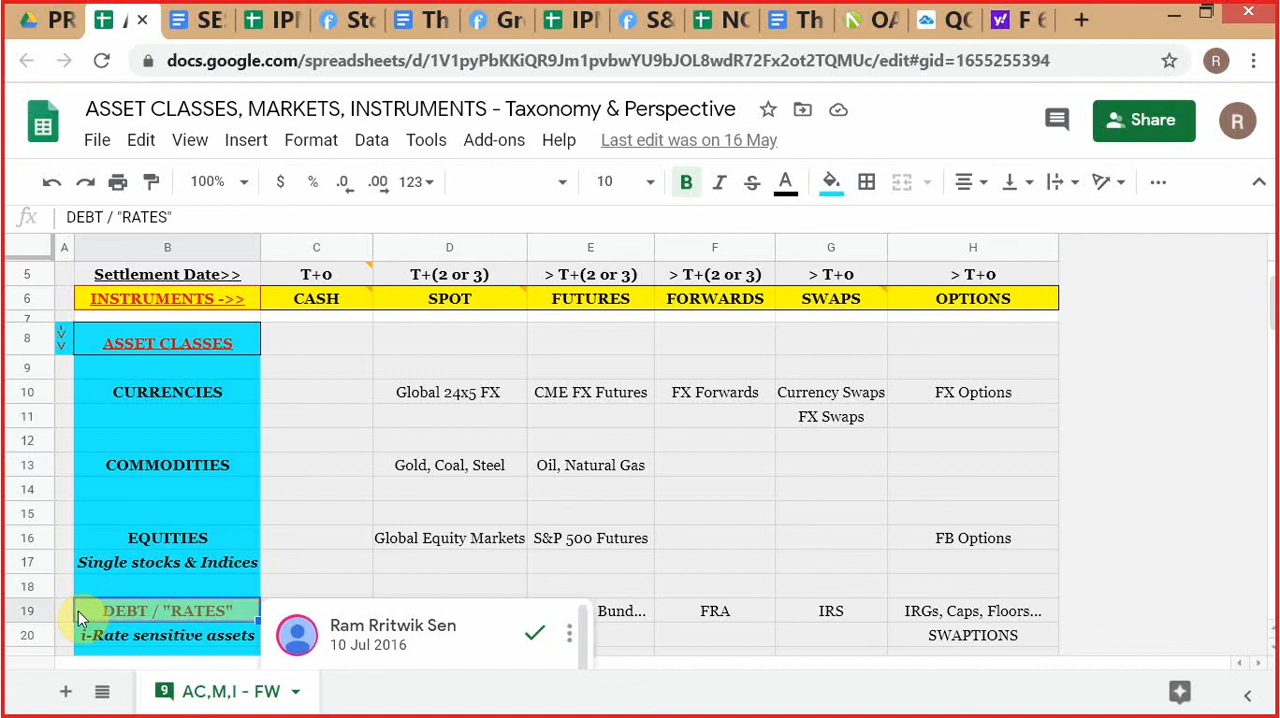 PR
A
SE
IPI
Sto
Th
Gr
IPI
S&
NO
Th
OA
QC
F 6
docs.google.com/spreadsheets/d/1V1pyPbKKiQR9Jm1pvbwYU9bJOL8wdR72Fx2ot2TQMUc/edit#gid=1655255394
R
ASSET CLASSES, MARKETS, INSTRUMENTS - Taxonomy & Perspective
Share
R
File Edit View Insert Format Data Tools Add-ons Help Last edit was on 16 May
100% $ % .0 .00 123 10 B I S A
fx DEBT / "RATES"
A B C D E F G H
5 Settlement Date>> T+0 T+(2 or 3) > T+(2 or 3) > T+(2 or 3) > T+0 > T+0
6 INSTRUMENTS ->> CASH SPOT FUTURES FORWARDS SWAPS OPTIONS
7
8 ASSET CLASSES
9
10 CURRENCIES Global 24x5 FX CME FX Futures FX Forwards Currency Swaps FX Options
11 FX Swaps
12
13 COMMODITIES Gold, Coal, Steel Oil, Natural Gas
14
15
16 EQUITIES Global Equity Markets S&P 500 Futures FB Options
17 Single stocks & Indices
18
19 DEBT / "RATES" Bund... FRA IRS IRGs, Caps, Floors...
20 i-Rate sensitive assets SWAPTIONS
Ram Rritwik Sen
10 Jul 2016
9 AC,M,I - FW